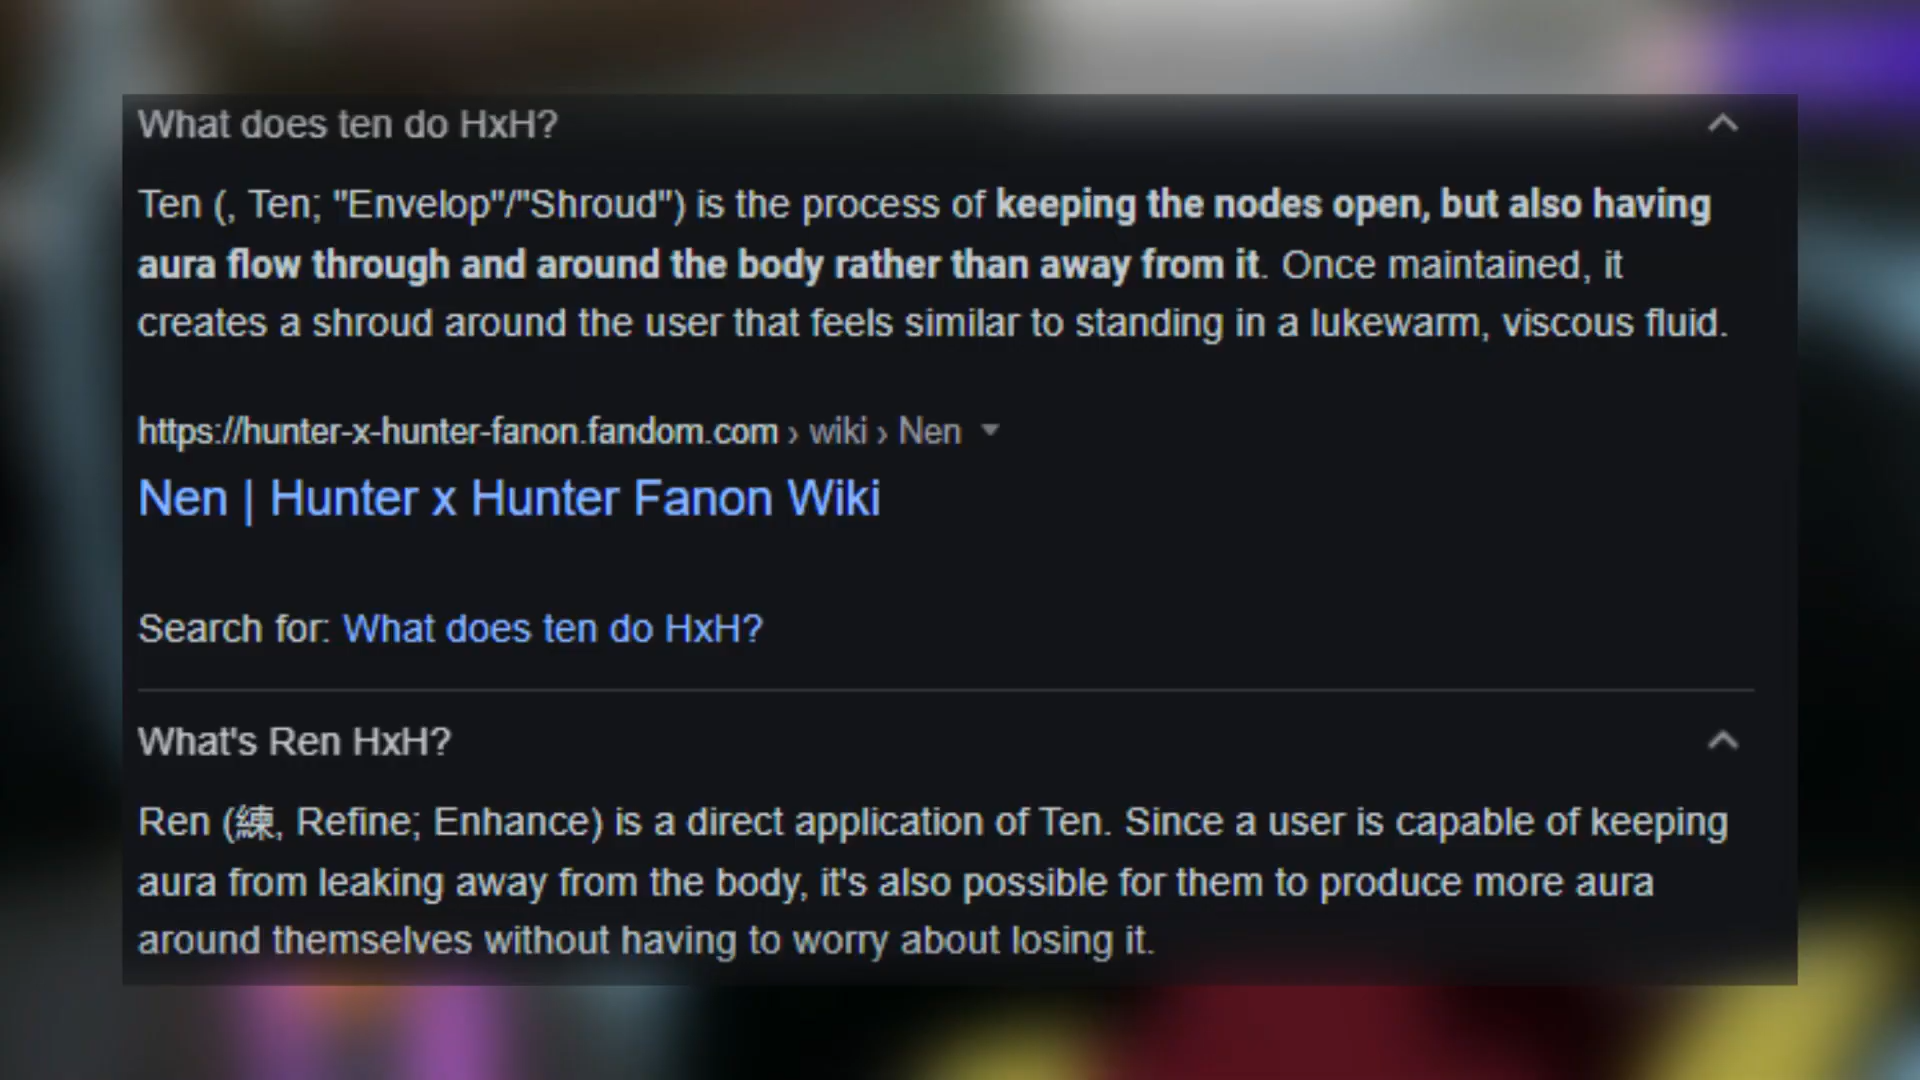 What does ten do HxH?
Ten (, Ten; "Envelop"/"Shroud") is the process of keeping the nodes open, but also having
aura flow through and around the body rather than away from it. Once maintained, it
creates a shroud around the user that feels similar to standing in a lukewarm, viscous fluid.
https://hunter-x-hunter-fanon.fandom.com › wiki › Nen
Nen | Hunter x Hunter Fanon Wiki
Search for: What does ten do HxH?
What's Ren HxH?
Ren (練, Refine; Enhance) is a direct application of Ten. Since a user is capable of keeping
aura from leaking away from the body, it's also possible for them to produce more aura
around themselves without having to worry about losing it.